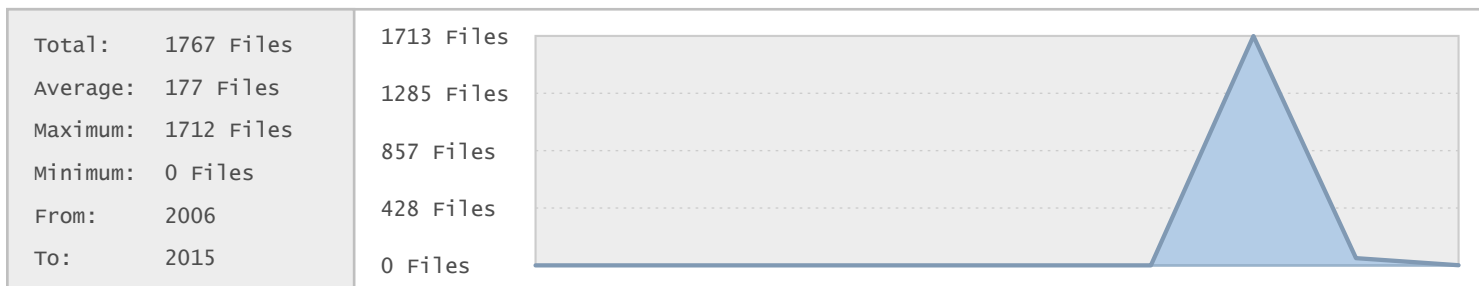 Total: 1767 Files
Average: 177 Files
Maximum: 1712 Files
Minimum: 0 Files
From: 2006
To: 2015
1713 Files
1285 Files
857 Files
428 Files
0 Files